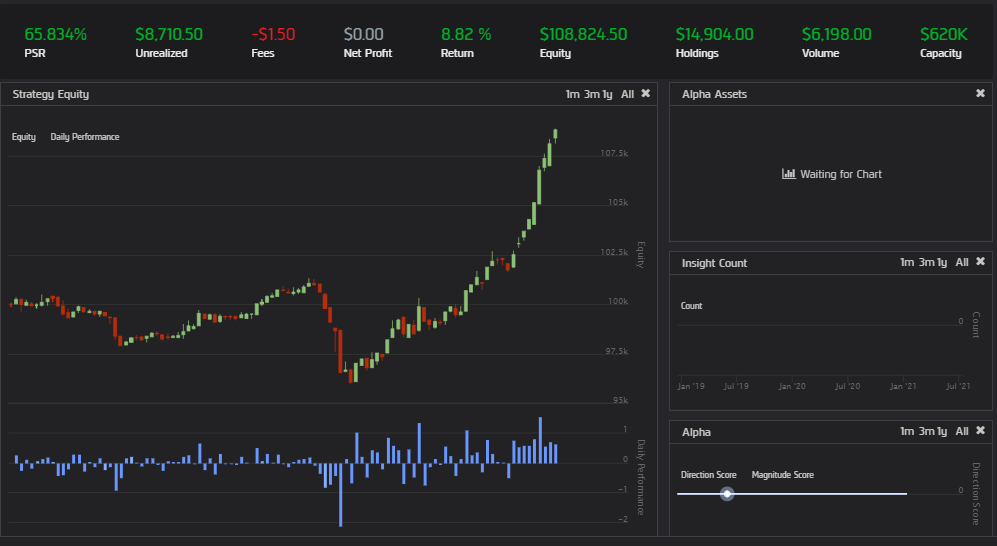 65.834% $8,710.50 -$1.50 $0.00 8.82 % $108,824.50 $14,904.00 $6,198.00 $620K
PSR Unrealized Fees Net Profit Return Equity Holdings Volume Capacity
Strategy Equity 1m 3m 1y All ✖
Equity Daily Performance
107.5k
105k
102.5k
100k
97.5k
95k
Equity
1
0
−1
−2
Daily Performance
Alpha Assets ✖
Waiting for Chart
Insight Count 1m 3m 1y All ✖
Count
0
Count
Jan '19 Jul '19 Jan '20 Jul '20 Jan '21 Jul '21
Alpha 1m 3m 1y All ✖
Direction Score Magnitude Score
0
Direction Score